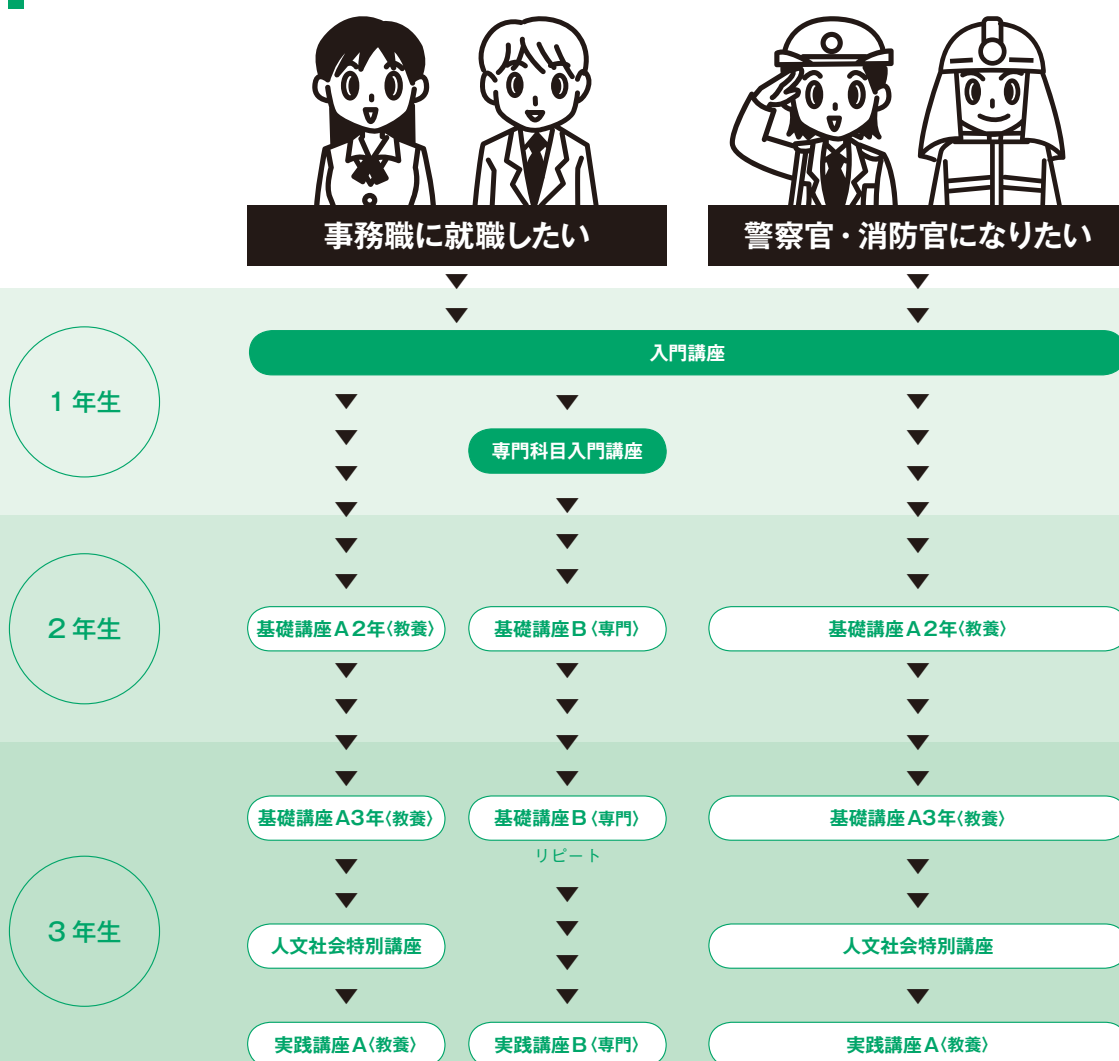 事務職に就職したい
警察官・消防官になりたい
入門講座
1年生
専門科目入門講座
2年生
基礎講座A2年〈教養〉
基礎講座B〈専門〉
基礎講座A2年〈教養〉
基礎講座A3年〈教養〉
基礎講座B〈専門〉
基礎講座A3年〈教養〉
リピート
3年生
人文社会特別講座
人文社会特別講座
実践講座A〈教養〉
実践講座B〈専門〉
実践講座A〈教養〉